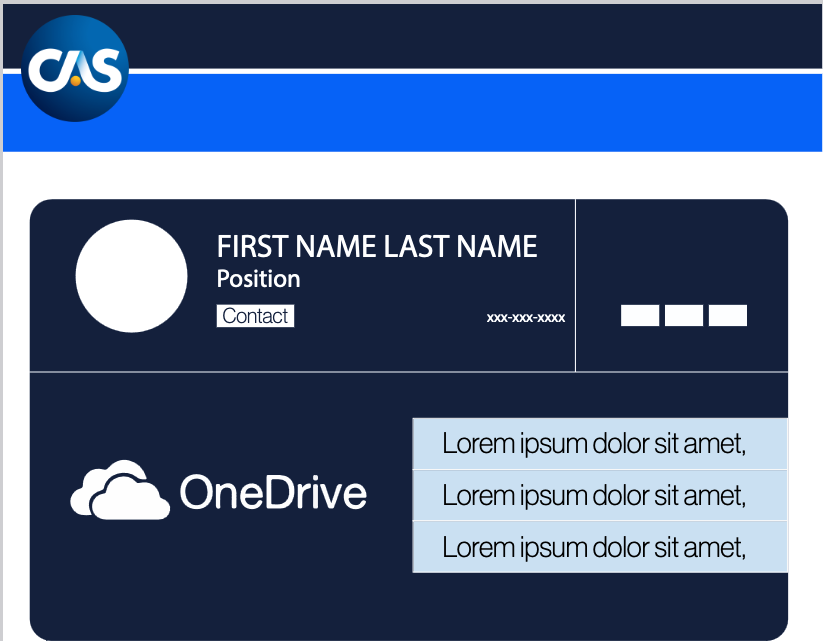 CAS
FIRST NAME LAST NAME
Position
Contact
xxx-xxx-xxxx
OneDrive
Lorem ipsum dolor sit amet,
Lorem ipsum dolor sit amet,
Lorem ipsum dolor sit amet,